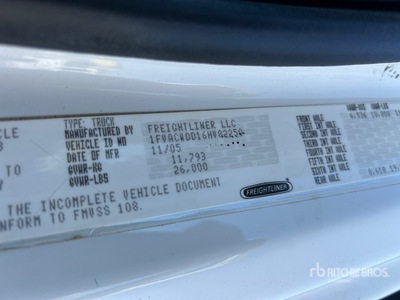 TYPE: TRUCK
MANUFACTURED BY FREIGHTLINER LLC
VEHICLE ID NO
DATE OF MFR 11/05
GVWR-KG 11,793
GVWR-LBS 26,000
THE INCOMPLETE VEHICLE DOCUMENT
FORM TO FMVSS 108.
FRONT AXLE
FIRST INT AXLE
SECOND INT AXLE
THIRD INT AXLE
FOURTH INT AXLE
FIFTH INT AXLE
SIXTH INT AXLE
REAR AXLE
FREIGHTLINER
rb RITCHIE BROS